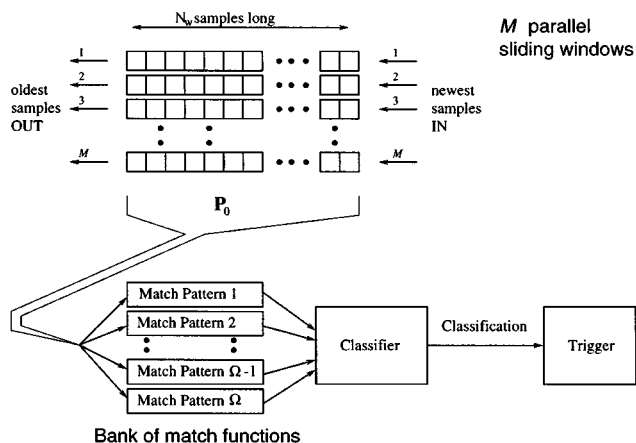 N_w samples long
M parallel
sliding windows
1
1
2
2
3
3
M
M
oldest
samples
OUT
newest
samples
IN
P_0
Match Pattern 1
Match Pattern 2
Match Pattern Ω-1
Match Pattern Ω
Classifier
Classification
Trigger
Bank of match functions